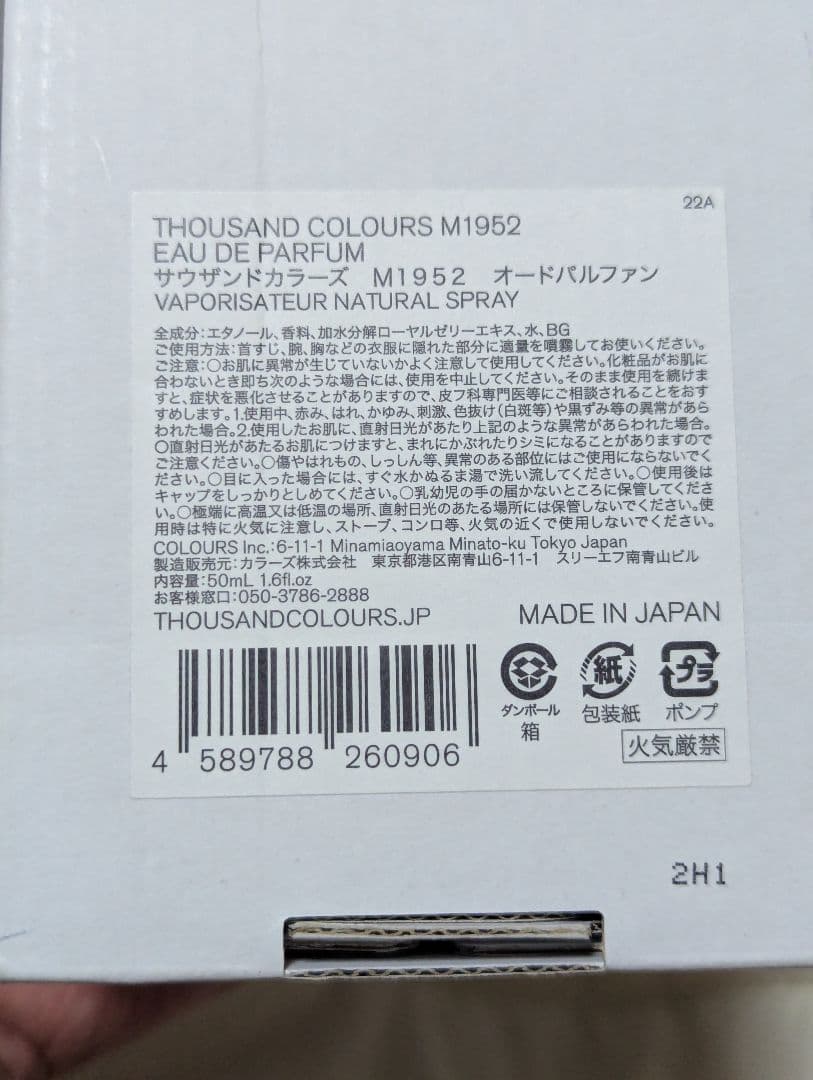 22A
THOUSAND COLOURS M1952
EAU DE PARFUM
サウザンドカラーズ M1952 オードパルファン
VAPORISATEUR NATURAL SPRAY
全成分:エタノール、香料、加水分解ローヤルゼリーエキス、水、BG
ご使用方法:首すじ、腕、胸などの衣服に隠れた部分に適量を噴霧してお使いください。
ご注意:○お肌に異常が生じていないかよく注意して使用してください。化粧品がお肌に
合わないとき即ち次のような場合には、使用を中止してください。そのまま使用を続けま
すと、症状を悪化させることがありますので、皮フ科専門医等にご相談されることをおす
すめします。1.使用中、赤み、はれ、かゆみ、刺激、色抜け(白斑等)や黒ずみ等の異常があら
われた場合。2.使用したお肌に、直射日光があたり上記のような異常があらわれた場合。
○直射日光があたるお肌につけますと、まれにかぶれたりシミになることがありますので
ご注意ください。○傷やはれもの、しっしん等、異常のある部位にはご使用にならないでく
ださい。○目に入った場合には、すぐ水かぬるま湯で洗い流してください。○使用後は
キャップをしっかりとしめてください。○乳幼児の手の届かないところに保管してくださ
い。○極端に高温又は低温の場所、直射日光のあたる場所には保管しないでください。使
用時は特に火気に注意し、ストーブ、コンロ等、火気の近くで使用しないでください。
COLOURS Inc.:6-11-1 Minamiaoyama Minato-ku Tokyo Japan
製造販売元:カラーズ株式会社 東京都港区南青山6-11-1 スリーエフ南青山ビル
内容量:50mL 1.6fl.oz
お客様窓口:050-3786-2888
THOUSANDCOLOURS.JP MADE IN JAPAN
紙 プラ
ダンボール 包装紙 ポンプ
箱
火気厳禁
4 589788 260906
2H1